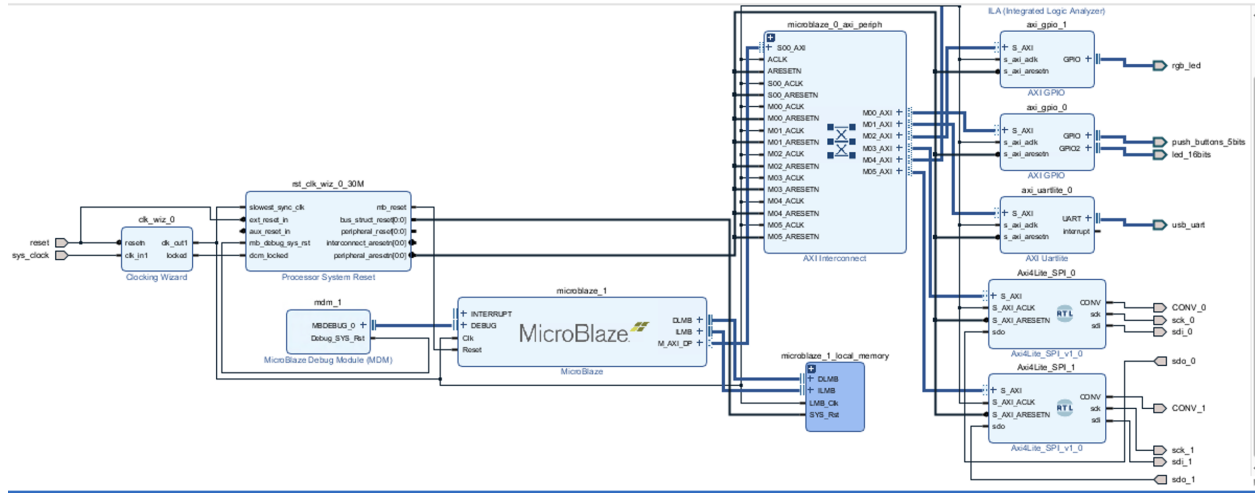 ILA (Integrated Logic Analyzer)
microblaze_0_axi_periph
S00_AXI
ACLK
ARESETN
S00_ACLK
S00_ARESETN
M00_ACLK
M00_ARESETN
M01_ACLK
M01_ARESETN
M02_ACLK
M02_ARESETN
M03_ACLK
M03_ARESETN
M04_ACLK
M04_ARESETN
M05_ACLK
M05_ARESETN
M00_AXI
M01_AXI
M02_AXI
M03_AXI
M04_AXI
M05_AXI
AXI Interconnect
axi_gpio_1
S_AXI
s_axi_aclk
s_axi_aresetn
GPIO
AXI GPIO
rgb_led
axi_gpio_0
S_AXI
s_axi_aclk
s_axi_aresetn
GPIO
GPIO2
AXI GPIO
push_buttons_5bits
led_16bits
axi_uartlite_0
S_AXI
s_axi_aclk
s_axi_aresetn
UART
interrupt
AXI Uartlite
usb_uart
rst_clk_wiz_0_30M
slowest_sync_clk
ext_reset_in
aux_reset_in
mb_debug_sys_rst
dcm_locked
mb_reset
bus_struct_reset[0:0]
peripheral_reset[0:0]
interconnect_aresetn[0:0]
peripheral_aresetn[0:0]
Processor System Reset
reset
sys_clock
clk_wiz_0
resetn
clk_in1
clk_out1
locked
Clocking Wizard
mdm_1
MBDEBUG_0
Debug_SYS_Rst
MicroBlaze Debug Module (MDM)
microblaze_1
INTERRUPT
DEBUG
Clk
Reset
MicroBlaze
DLMB
ILMB
M_AXI_DP
MicroBlaze
microblaze_1_local_memory
DLMB
ILMB
LMB_Clk
SYS_Rst
Axi4Lite_SPI_0
S_AXI
S_AXI_ACLK
S_AXI_ARESETN
sdo
RTL
CONV
sck
sdi
Axi4Lite_SPI_v1_0
CONV_0
sck_0
sdi_0
sdo_0
Axi4Lite_SPI_1
S_AXI
S_AXI_ACLK
S_AXI_ARESETN
sdo
RTL
CONV
sck
sdi
Axi4Lite_SPI_v1_0
CONV_1
sck_1
sdi_1
sdo_1